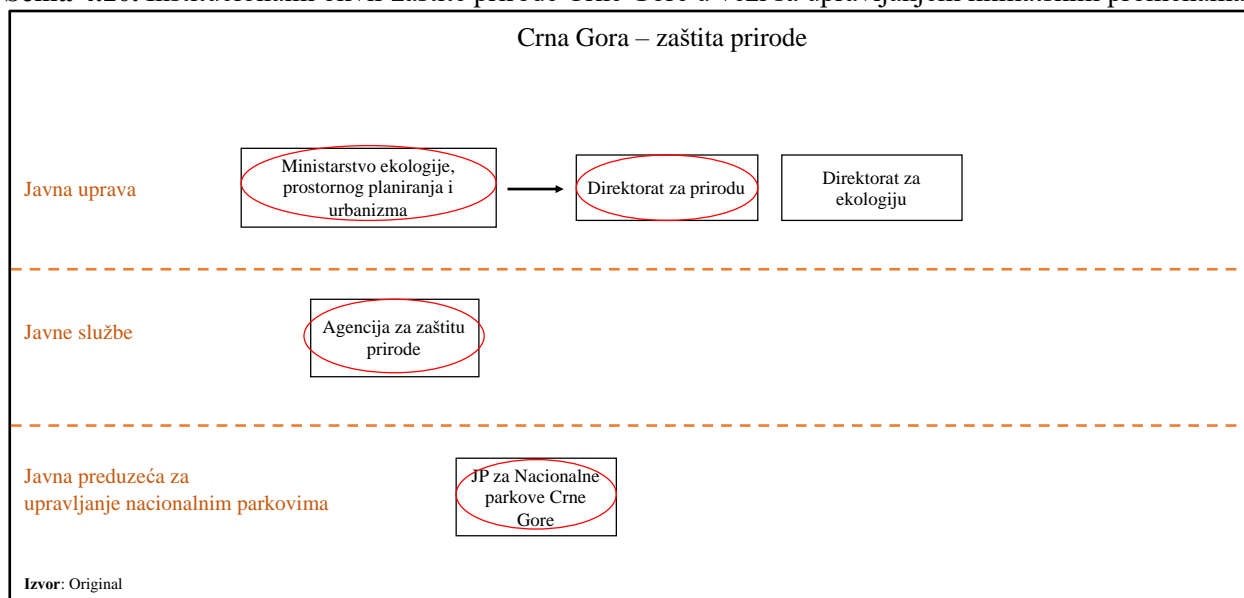 Crna Gora – zaštita prirode
Javna uprava
Ministarstvo ekologije,
prostornog planiranja i
urbanizma
Direktorat za prirodu
Direktorat za
ekologiju
Javne službe
Agencija za zaštitu
prirode
Javna preduzeća za
upravljanje nacionalnim parkovima
JP za Nacionalne
parkove Crne
Gore
Izvor: Original